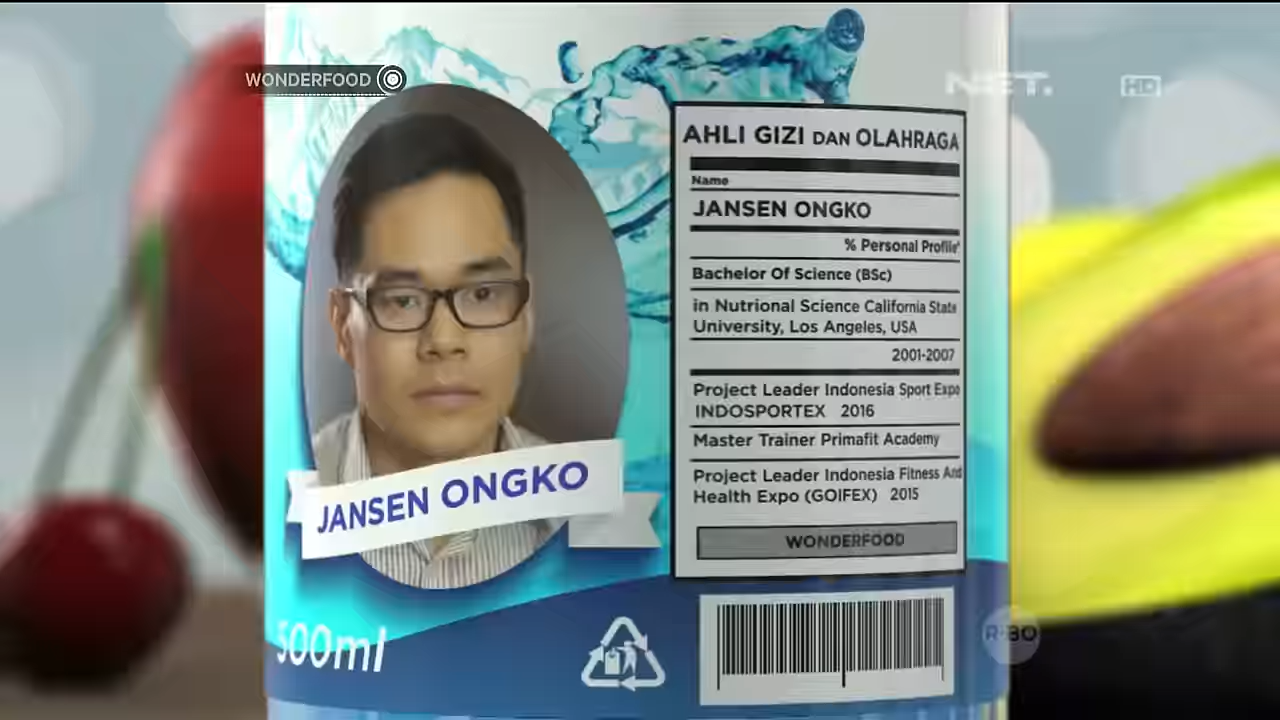 WONDERFOOD
NET.
HD
AHLI GIZI DAN OLAHRAGA
Name
JANSEN ONGKO
% Personal Profile*
Bachelor Of Science (BSc)
in Nutrional Science California State
University, Los Angeles, USA
2001-2007
Project Leader Indonesia Sport Expo
INDOSPORTEX 2016
Master Trainer Primafit Academy
Project Leader Indonesia Fitness And
Health Expo (GOIFEX) 2015
WONDERFOOD
JANSEN ONGKO
500ml
R-BO